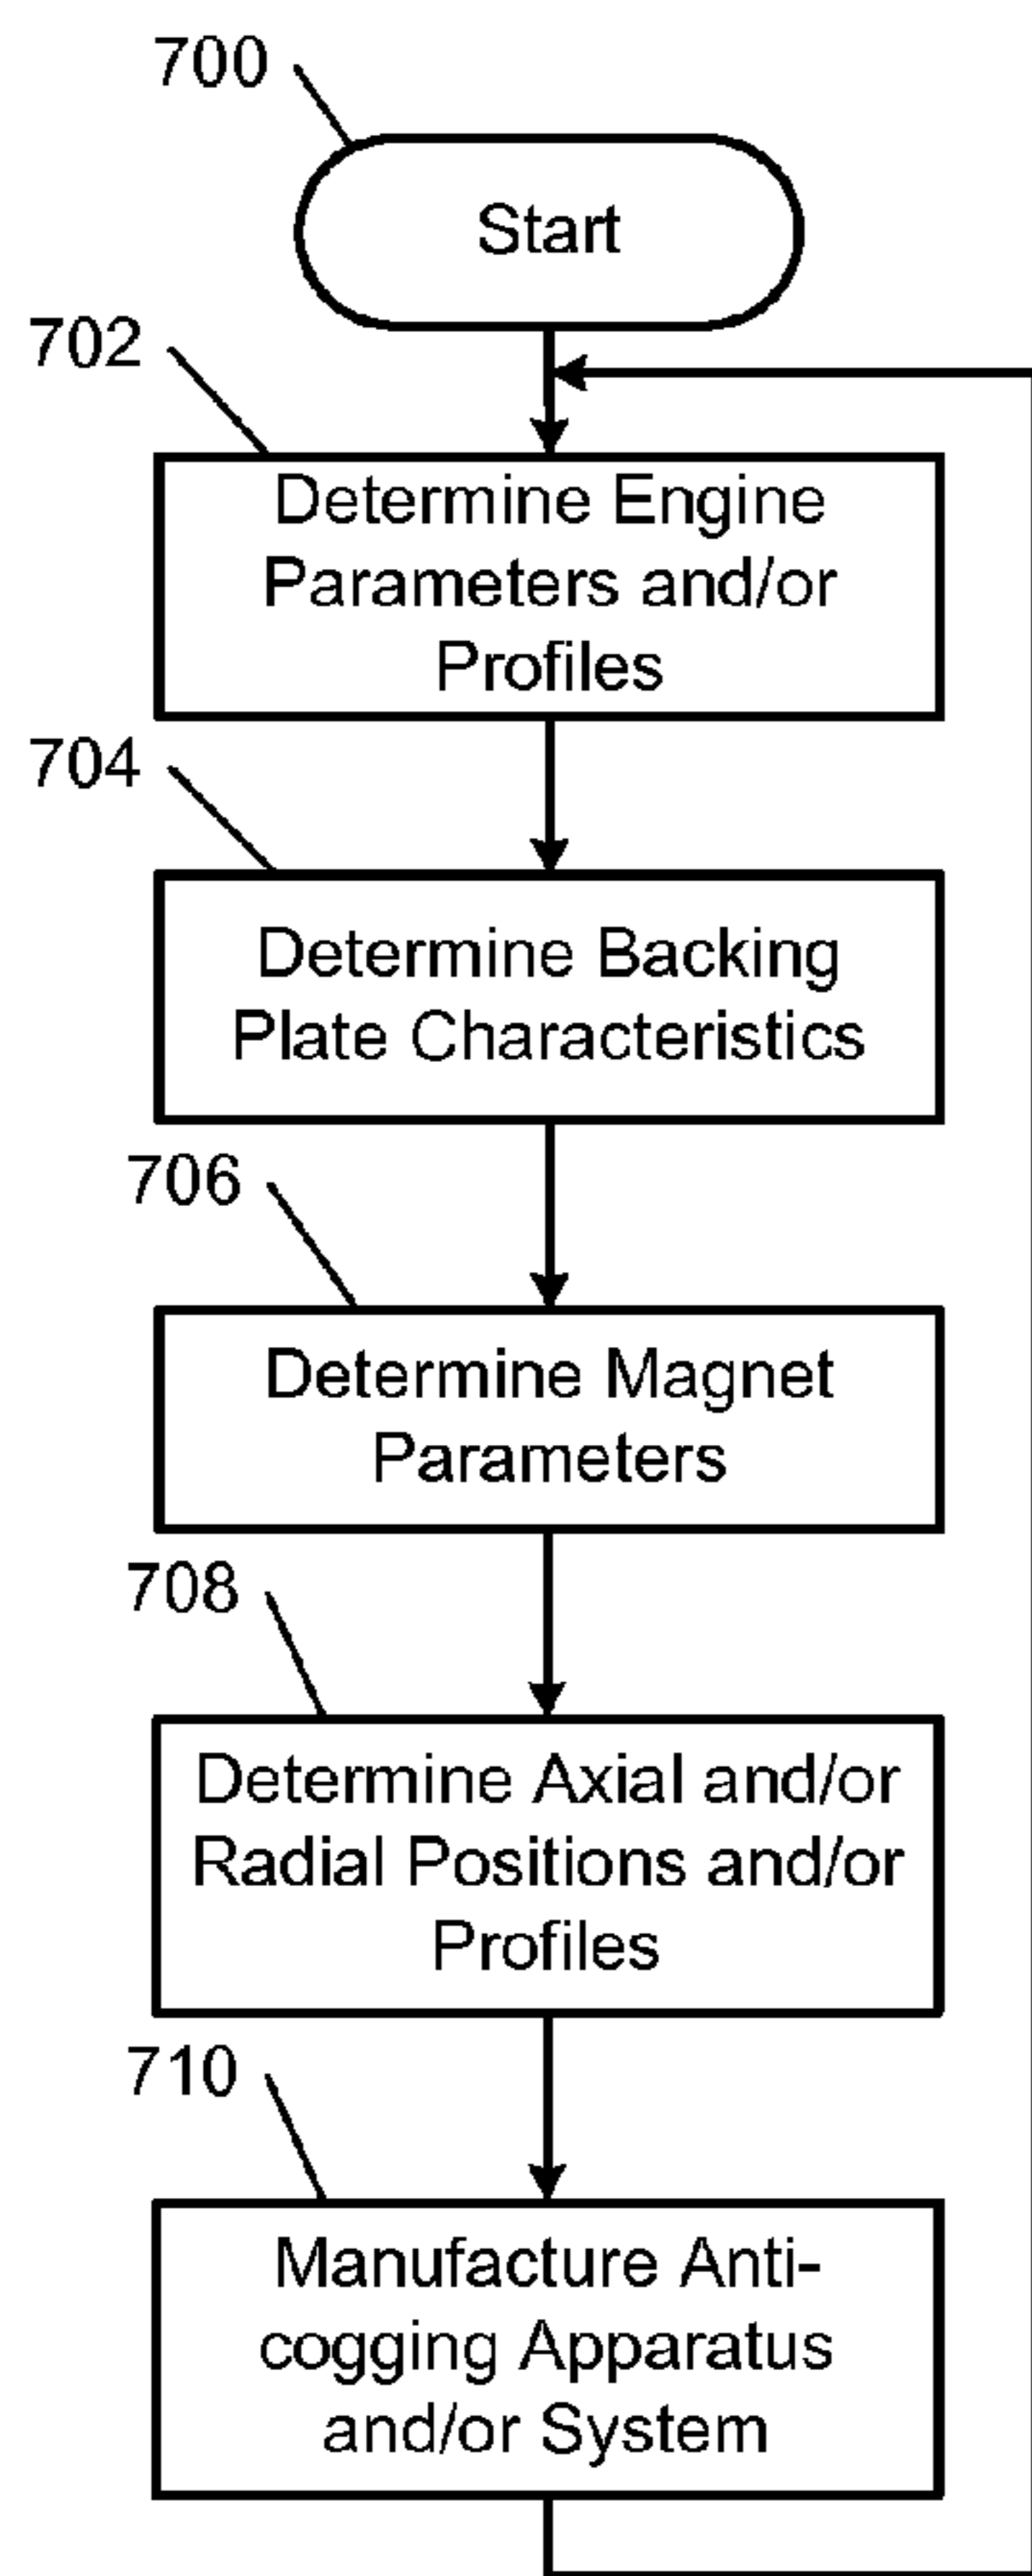 700
Start
702
Determine Engine
Parameters and/or
Profiles
704
Determine Backing
Plate Characteristics
706
Determine Magnet
Parameters
708
Determine Axial and/or
Radial Positions and/or
Profiles
710
Manufacture Anti-
cogging Apparatus
and/or System